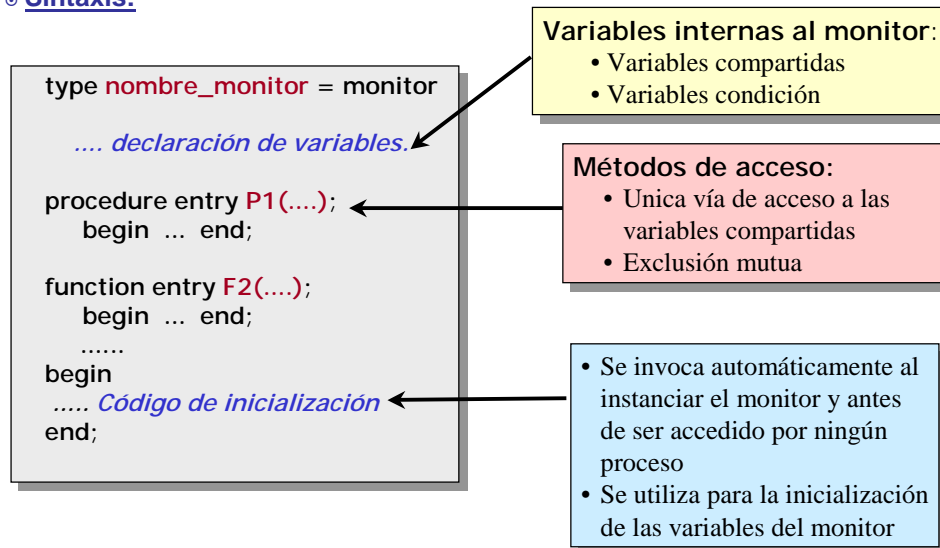 Sintaxis:
type nombre_monitor = monitor
.... declaración de variables.
procedure entry P1(....);
begin ... end;
function entry F2(....);
begin ... end;
......
begin
..... Código de inicialización
end;
Variables internas al monitor:
• Variables compartidas
• Variables condición
Métodos de acceso:
• Unica vía de acceso a las
variables compartidas
• Exclusión mutua
• Se invoca automáticamente al
instanciar el monitor y antes
de ser accedido por ningún
proceso
• Se utiliza para la inicialización
de las variables del monitor